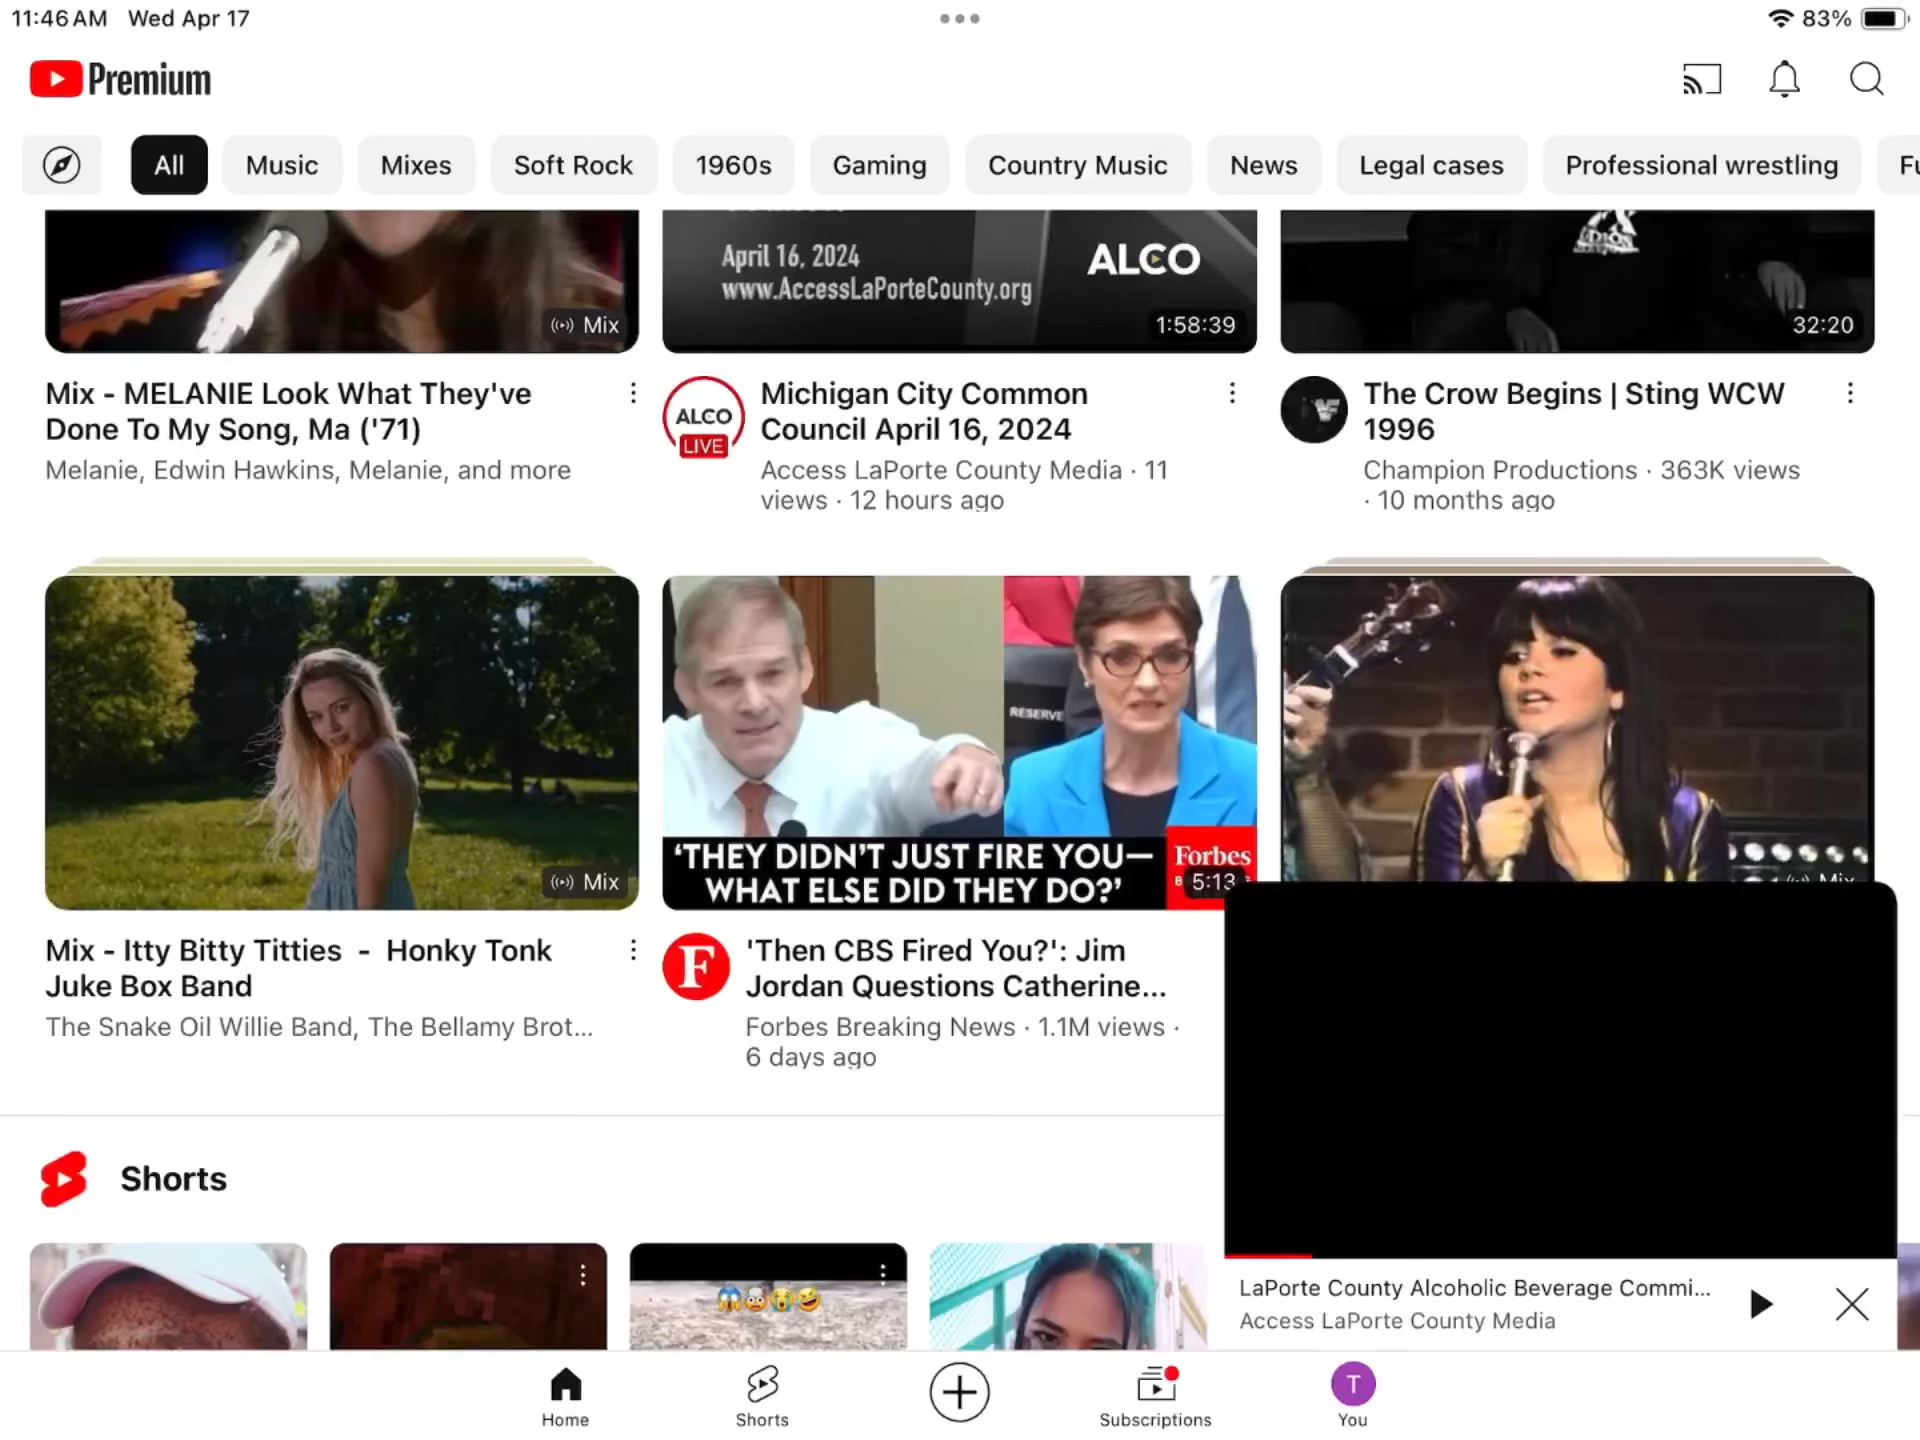 11:46 AM Wed Apr 17
83%
Premium
All
Music
Mixes
Soft Rock
1960s
Gaming
Country Music
News
Legal cases
Professional wrestling
Fu
April 16, 2024
www.AccessLaPorteCounty.org
ALCO
Mix
1:58:39
32:20
Mix - MELANIE Look What They've
Done To My Song, Ma ('71)
Melanie, Edwin Hawkins, Melanie, and more
ALCO
LIVE
Michigan City Common
Council April 16, 2024
Access LaPorte County Media · 11
views · 12 hours ago
The Crow Begins | Sting WCW
1996
Champion Productions · 363K views
· 10 months ago
RESERVE
Mix
'THEY DIDN'T JUST FIRE YOU—
WHAT ELSE DID THEY DO?'
Forbes
5:13
Mix
Mix - Itty Bitty Titties - Honky Tonk
Juke Box Band
The Snake Oil Willie Band, The Bellamy Brot...
F
'Then CBS Fired You?': Jim
Jordan Questions Catherine...
Forbes Breaking News · 1.1M views ·
6 days ago
Shorts
LaPorte County Alcoholic Beverage Commi...
Access LaPorte County Media
Home
Shorts
Subscriptions
T
You